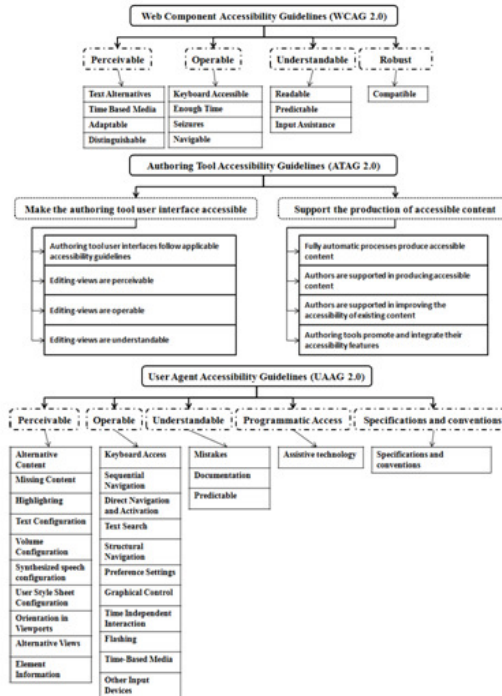 Web Component Accessibility Guidelines (WCAG 2.0)
Perceivable
Operable
Understandable
Robust
Text Alternatives
Time Based Media
Adaptable
Distinguishable
Keyboard Accessible
Enough Time
Seizures
Navigable
Readable
Predictable
Input Assistance
Compatible
Authoring Tool Accessibility Guidelines (ATAG 2.0)
Make the authoring tool user interface accessible
Support the production of accessible content
Authoring tool user interfaces follow applicable
accessibility guidelines
Editing-views are perceivable
Editing-views are operable
Editing-views are understandable
Fully automatic processes produce accessible
content
Authors are supported in producing accessible
content
Authors are supported in improving the
accessibility of existing content
Authoring tools promote and integrate their
accessibility features
User Agent Accessibility Guidelines (UAAG 2.0)
Perceivable
Operable
Understandable
Programmatic Access
Specifications and conventions
Alternative
Content
Missing Content
Highlighting
Text Configuration
Volume
Configuration
Synthesized speech
configuration
User Style Sheet
Configuration
Orientation in
Viewports
Alternative Views
Element
Information
Keyboard Access
Sequential
Navigation
Direct Navigation
and Activation
Text Search
Structural
Navigation
Preference Settings
Graphical Control
Time Independent
Interaction
Flashing
Time-Based Media
Other Input
Devices
Mistakes
Documentation
Predictable
Assistive technology
Specifications and
conventions